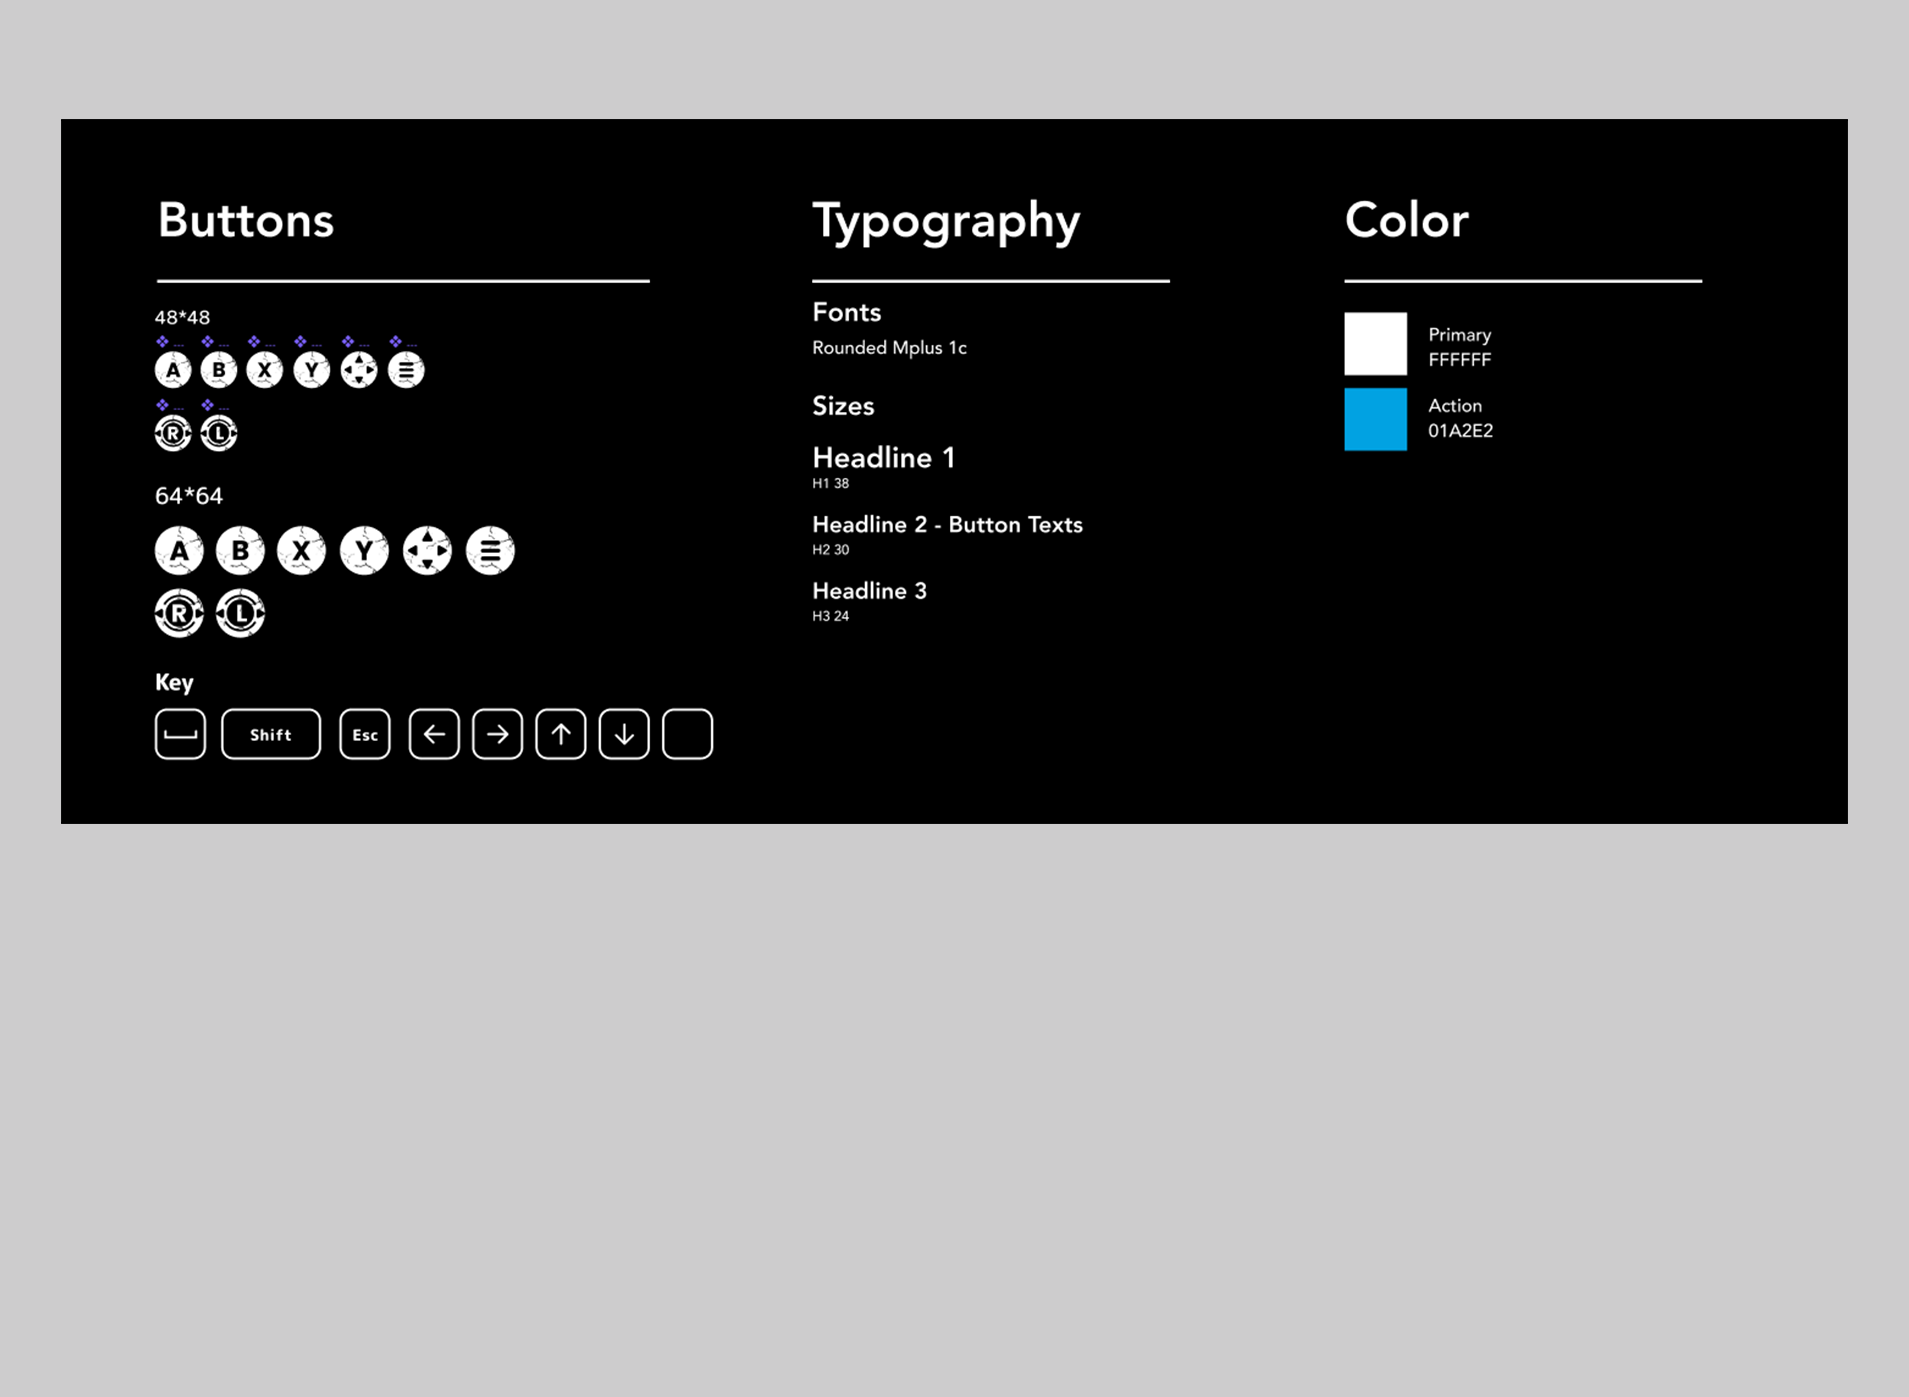 Buttons
48*48
A B X Y
R L
64*64
A B X Y
R L
Key
Shift Esc
Typography
Fonts
Rounded Mplus 1c
Sizes
Headline 1
H1 38
Headline 2 - Button Texts
H2 30
Headline 3
H3 24
Color
Primary
FFFFFF
Action
01A2E2